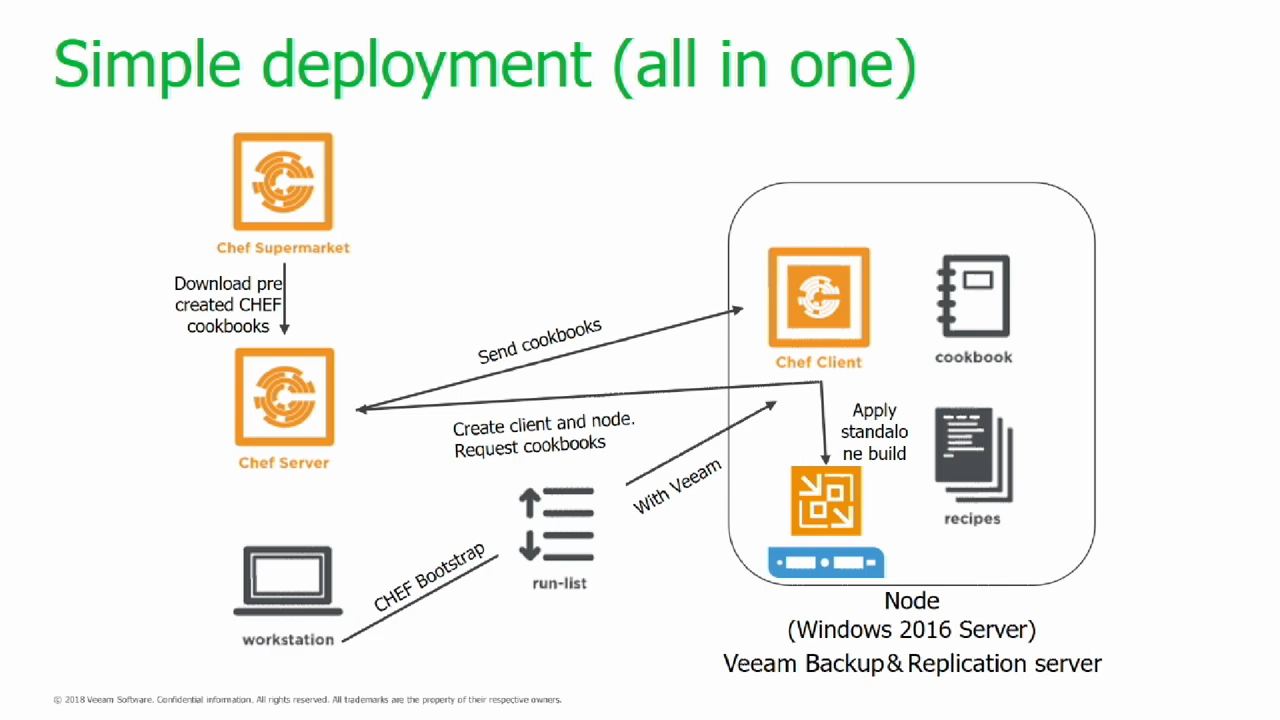 Simple deployment (all in one)
Chef Supermarket
Download pre
created CHEF
cookbooks
Chef Server
Send cookbooks
Create client and node.
Request cookbooks
With Veeam
CHEF Bootstrap
run-list
workstation
Chef Client
cookbook
Apply
standalo
ne build
recipes
Node
(Windows 2016 Server)
Veeam Backup & Replication server
© 2018 Veeam Software. Confidential information. All rights reserved. All trademarks are the property of their respective owners.